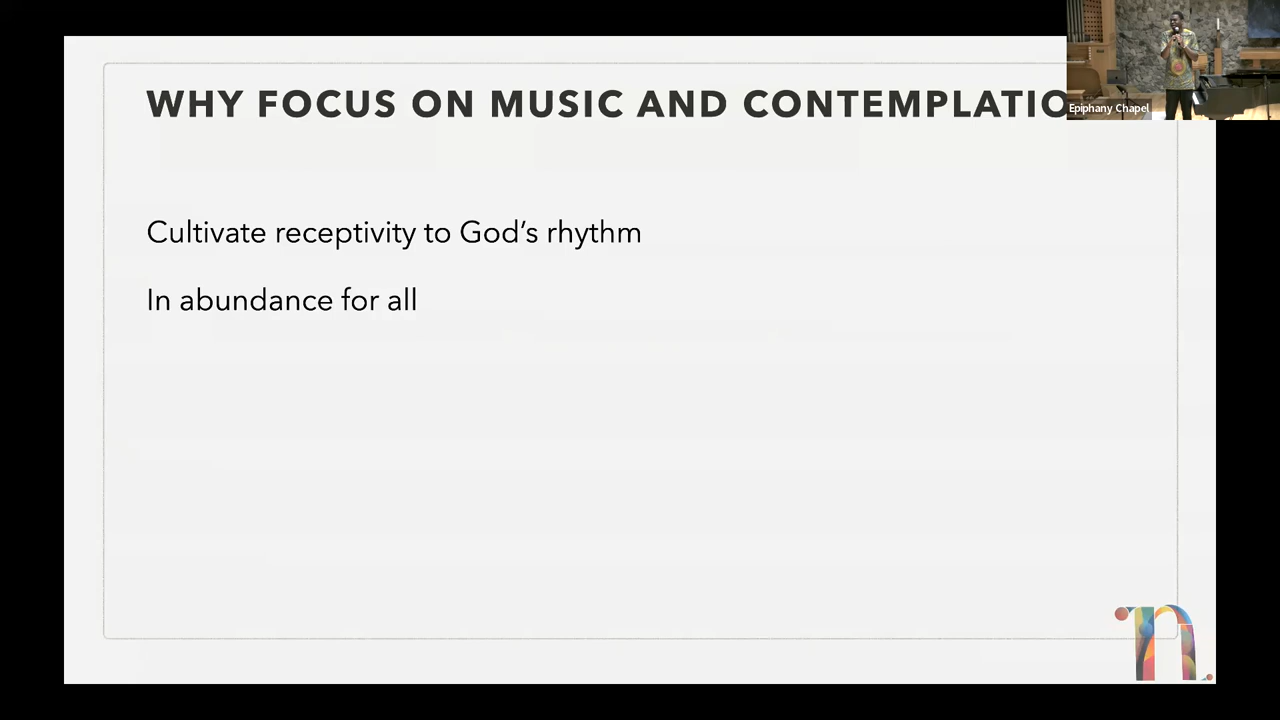 WHY FOCUS ON MUSIC AND CONTEMPLATIO
Epiphany Chapel
Cultivate receptivity to God’s rhythm
In abundance for all
n.